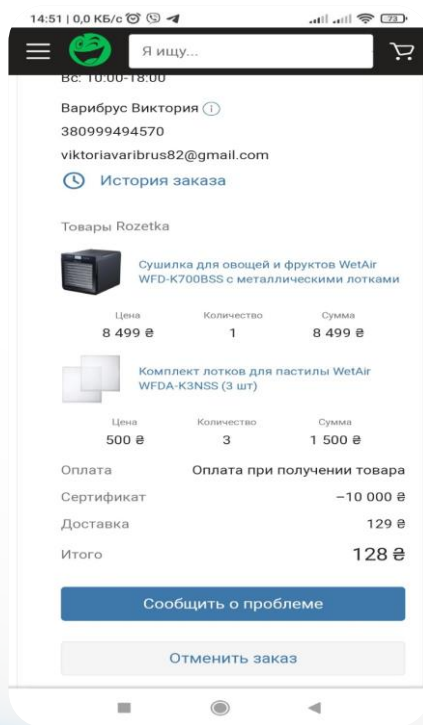 14:51 | 0,0 КБ/с
73
Я ищу...
Вс: 10:00-18:00
Варибрус Виктория
380999494570
viktoriavaribrus82@gmail.com
История заказа
Товары Rozetka
Сушилка для овощей и фруктов WetAir
WFD-K700BSS с металлическими лотками
Цена Количество Сумма
8 499 ₴ 1 8 499 ₴
Комплект лотков для пастилы WetAir
WFDA-K3NSS (3 шт)
Цена Количество Сумма
500 ₴ 3 1 500 ₴
Оплата Оплата при получении товара
Сертификат −10 000 ₴
Доставка 129 ₴
Итого 128 ₴
Сообщить о проблеме
Отменить заказ